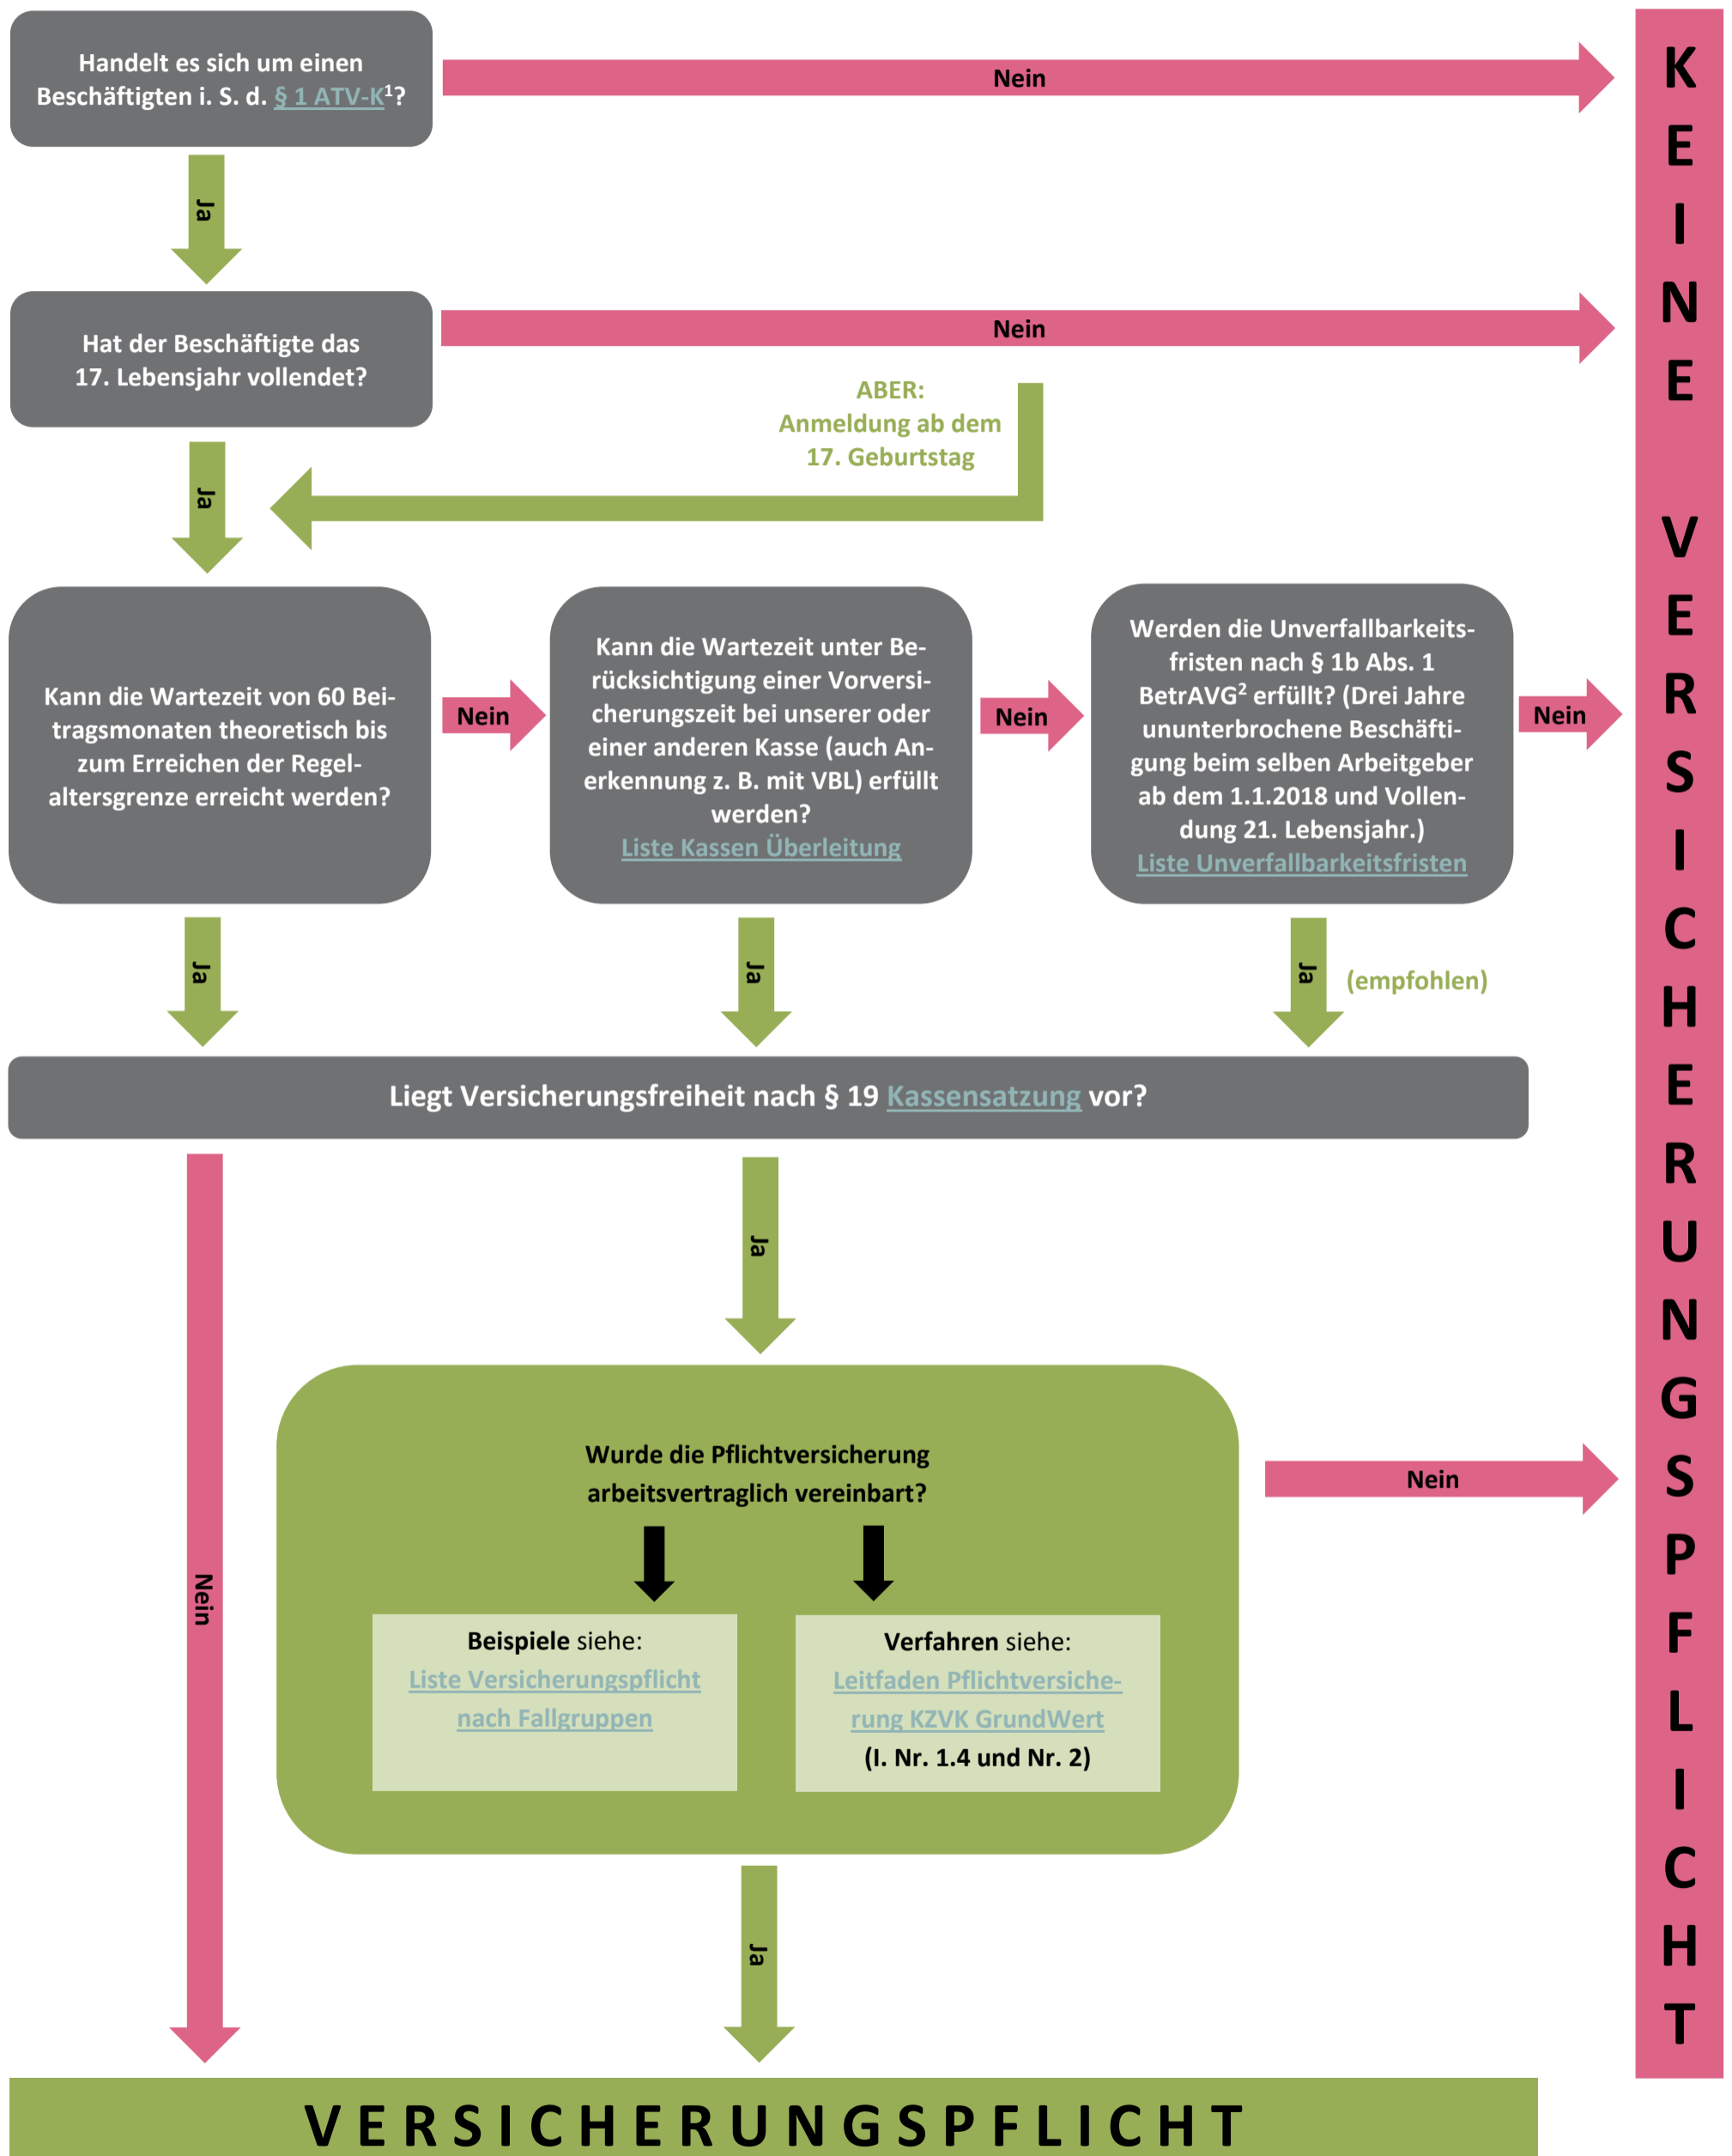 Handelt es sich um einen
Beschäftigten i. S. d. § 1 ATV-K¹?
Nein
Ja
Hat der Beschäftigte das
17. Lebensjahr vollendet?
Nein
ABER:
Anmeldung ab dem
17. Geburtstag
Ja
Kann die Wartezeit von 60 Bei-
tragsmonaten theoretisch bis
zum Erreichen der Regel-
altersgrenze erreicht werden?
Nein
Kann die Wartezeit unter Be-
rücksichtigung einer Vorversi-
cherungszeit bei unserer oder
einer anderen Kasse (auch An-
erkennung z. B. mit VBL) erfüllt
werden?
Liste Kassen Überleitung
Nein
Werden die Unverfallbarkeits-
fristen nach § 1b Abs. 1
BetrAVG² erfüllt? (Drei Jahre
ununterbrochene Beschäfti-
gung beim selben Arbeitgeber
ab dem 1.1.2018 und Vollen-
dung 21. Lebensjahr.)
Liste Unverfallbarkeitsfristen
Nein
Ja
Ja
Ja
(empfohlen)
Liegt Versicherungsfreiheit nach § 19 Kassensatzung vor?
Ja
Nein
Wurde die Pflichtversicherung
arbeitsvertraglich vereinbart?
Nein
Beispiele siehe:
Liste Versicherungspflicht
nach Fallgruppen
Verfahren siehe:
Leitfaden Pflichtversiche-
rung KZVK GrundWert
(I. Nr. 1.4 und Nr. 2)
Ja
VERSICHERUNGSPFLICHT
KEINE VERSICHERUNGSPFLICHT